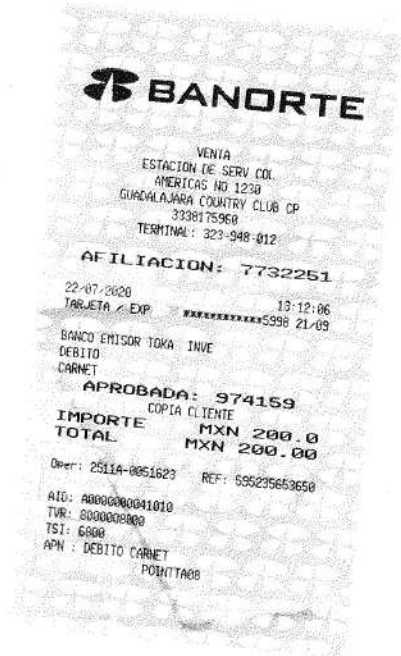 BANORTE
VENTA
ESTACION DE SERV COL
AMERICAS NO 1230
GUADALAJARA COUNTRY CLUB CP
3338175960
TERMINAL: 323-948-012
AFILIACION: 7732251
22/07/2020 13:12:06
TARJETA / EXP ************5998 21/09
BANCO EMISOR TOKA INVE
DEBITO
CARNET
APROBADA: 974159
COPIA CLIENTE
IMPORTE MXN 200.0
TOTAL MXN 200.00
Oper: 2511A-0051623 REF: 595235653650
AID: A0000000041010
TVR: 8000008000
TSI: 6800
APN : DEBITO CARNET
POINTTA08